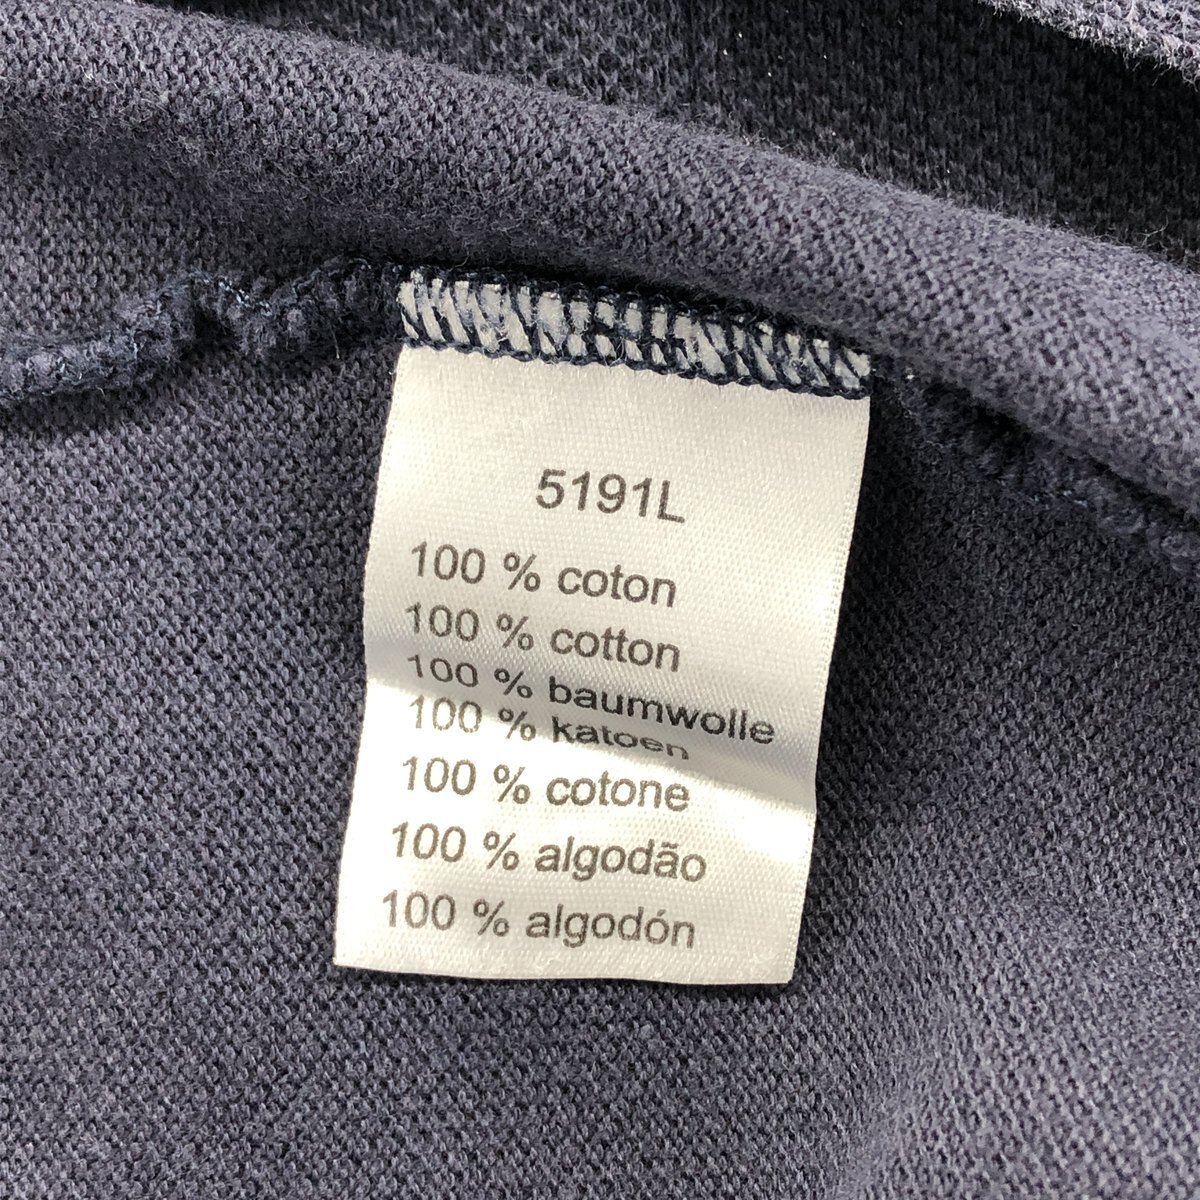 5191L
100 % coton
100 % cotton
100 % baumwolle
100 % katoen
100 % cotone
100 % algodão
100 % algodón